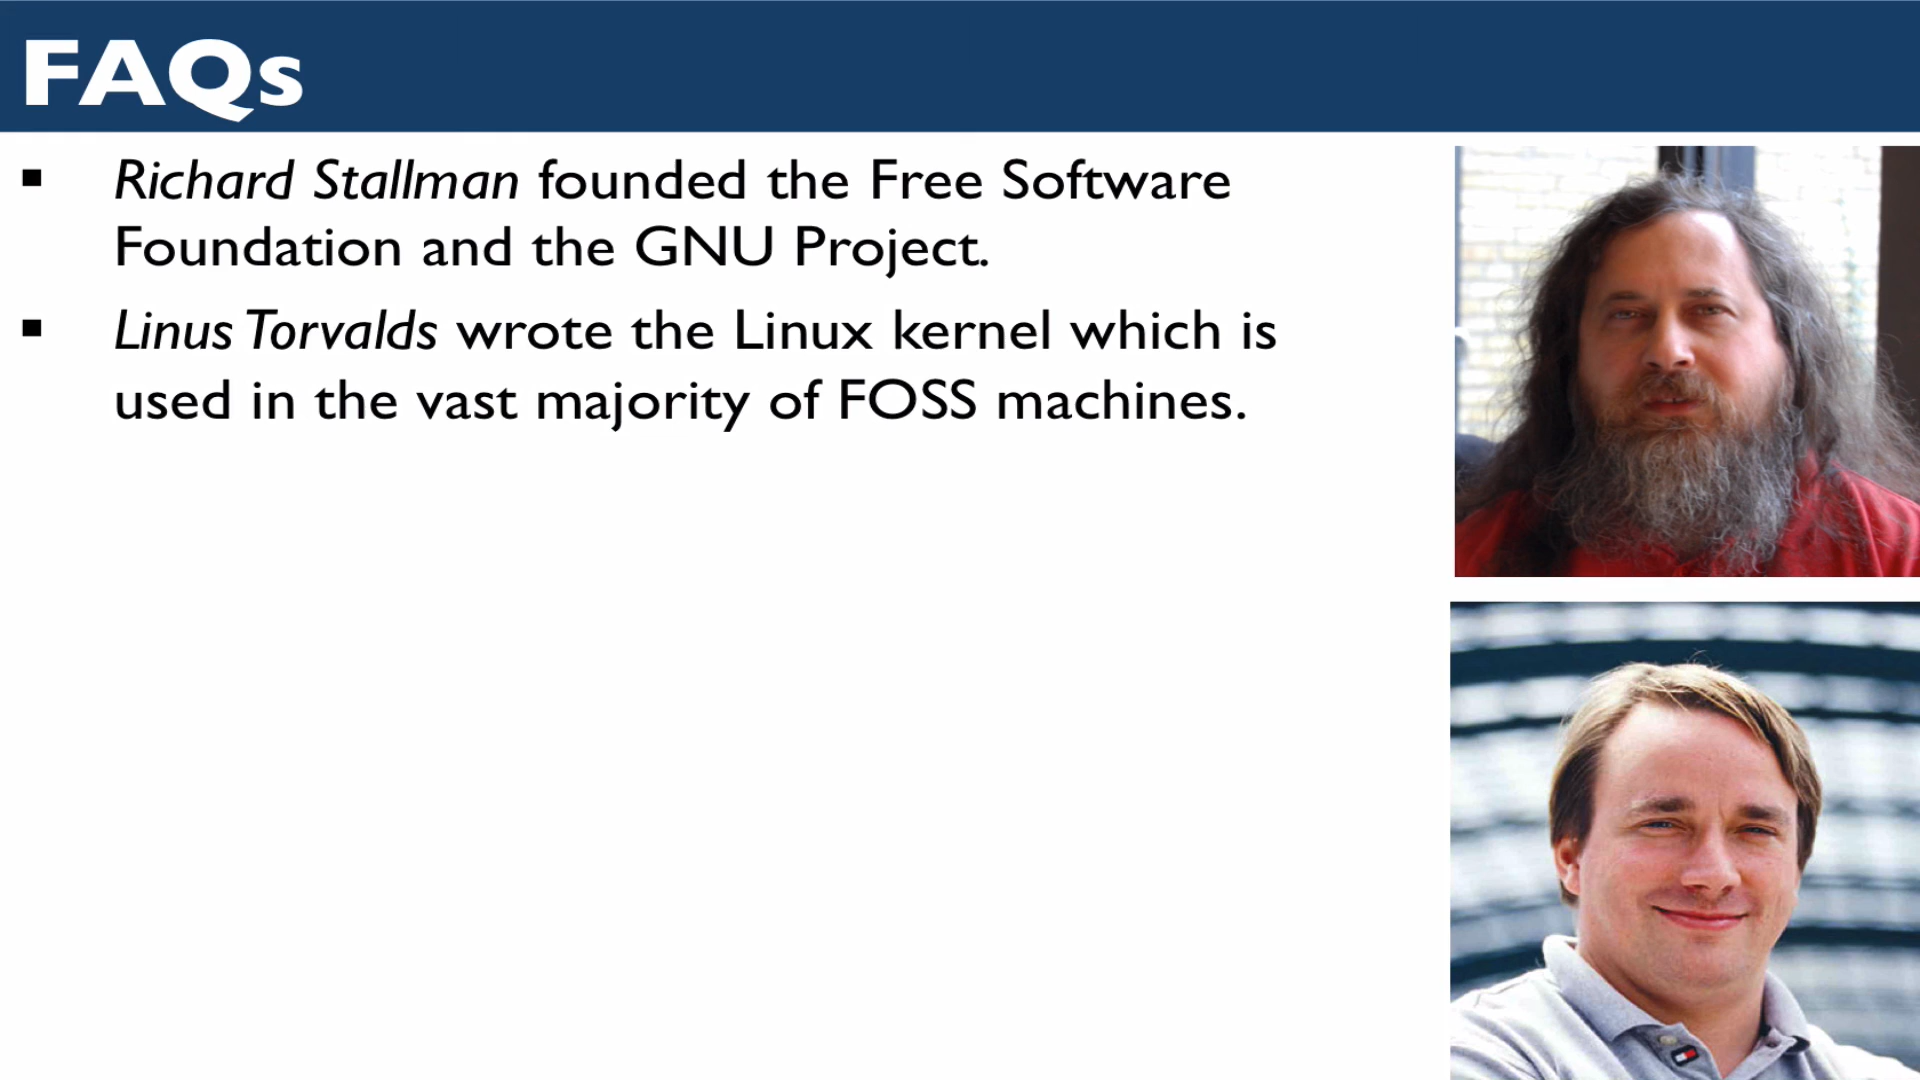 FAQs
▪ Richard Stallman founded the Free Software
Foundation and the GNU Project.
▪ Linus Torvalds wrote the Linux kernel which is
used in the vast majority of FOSS machines.